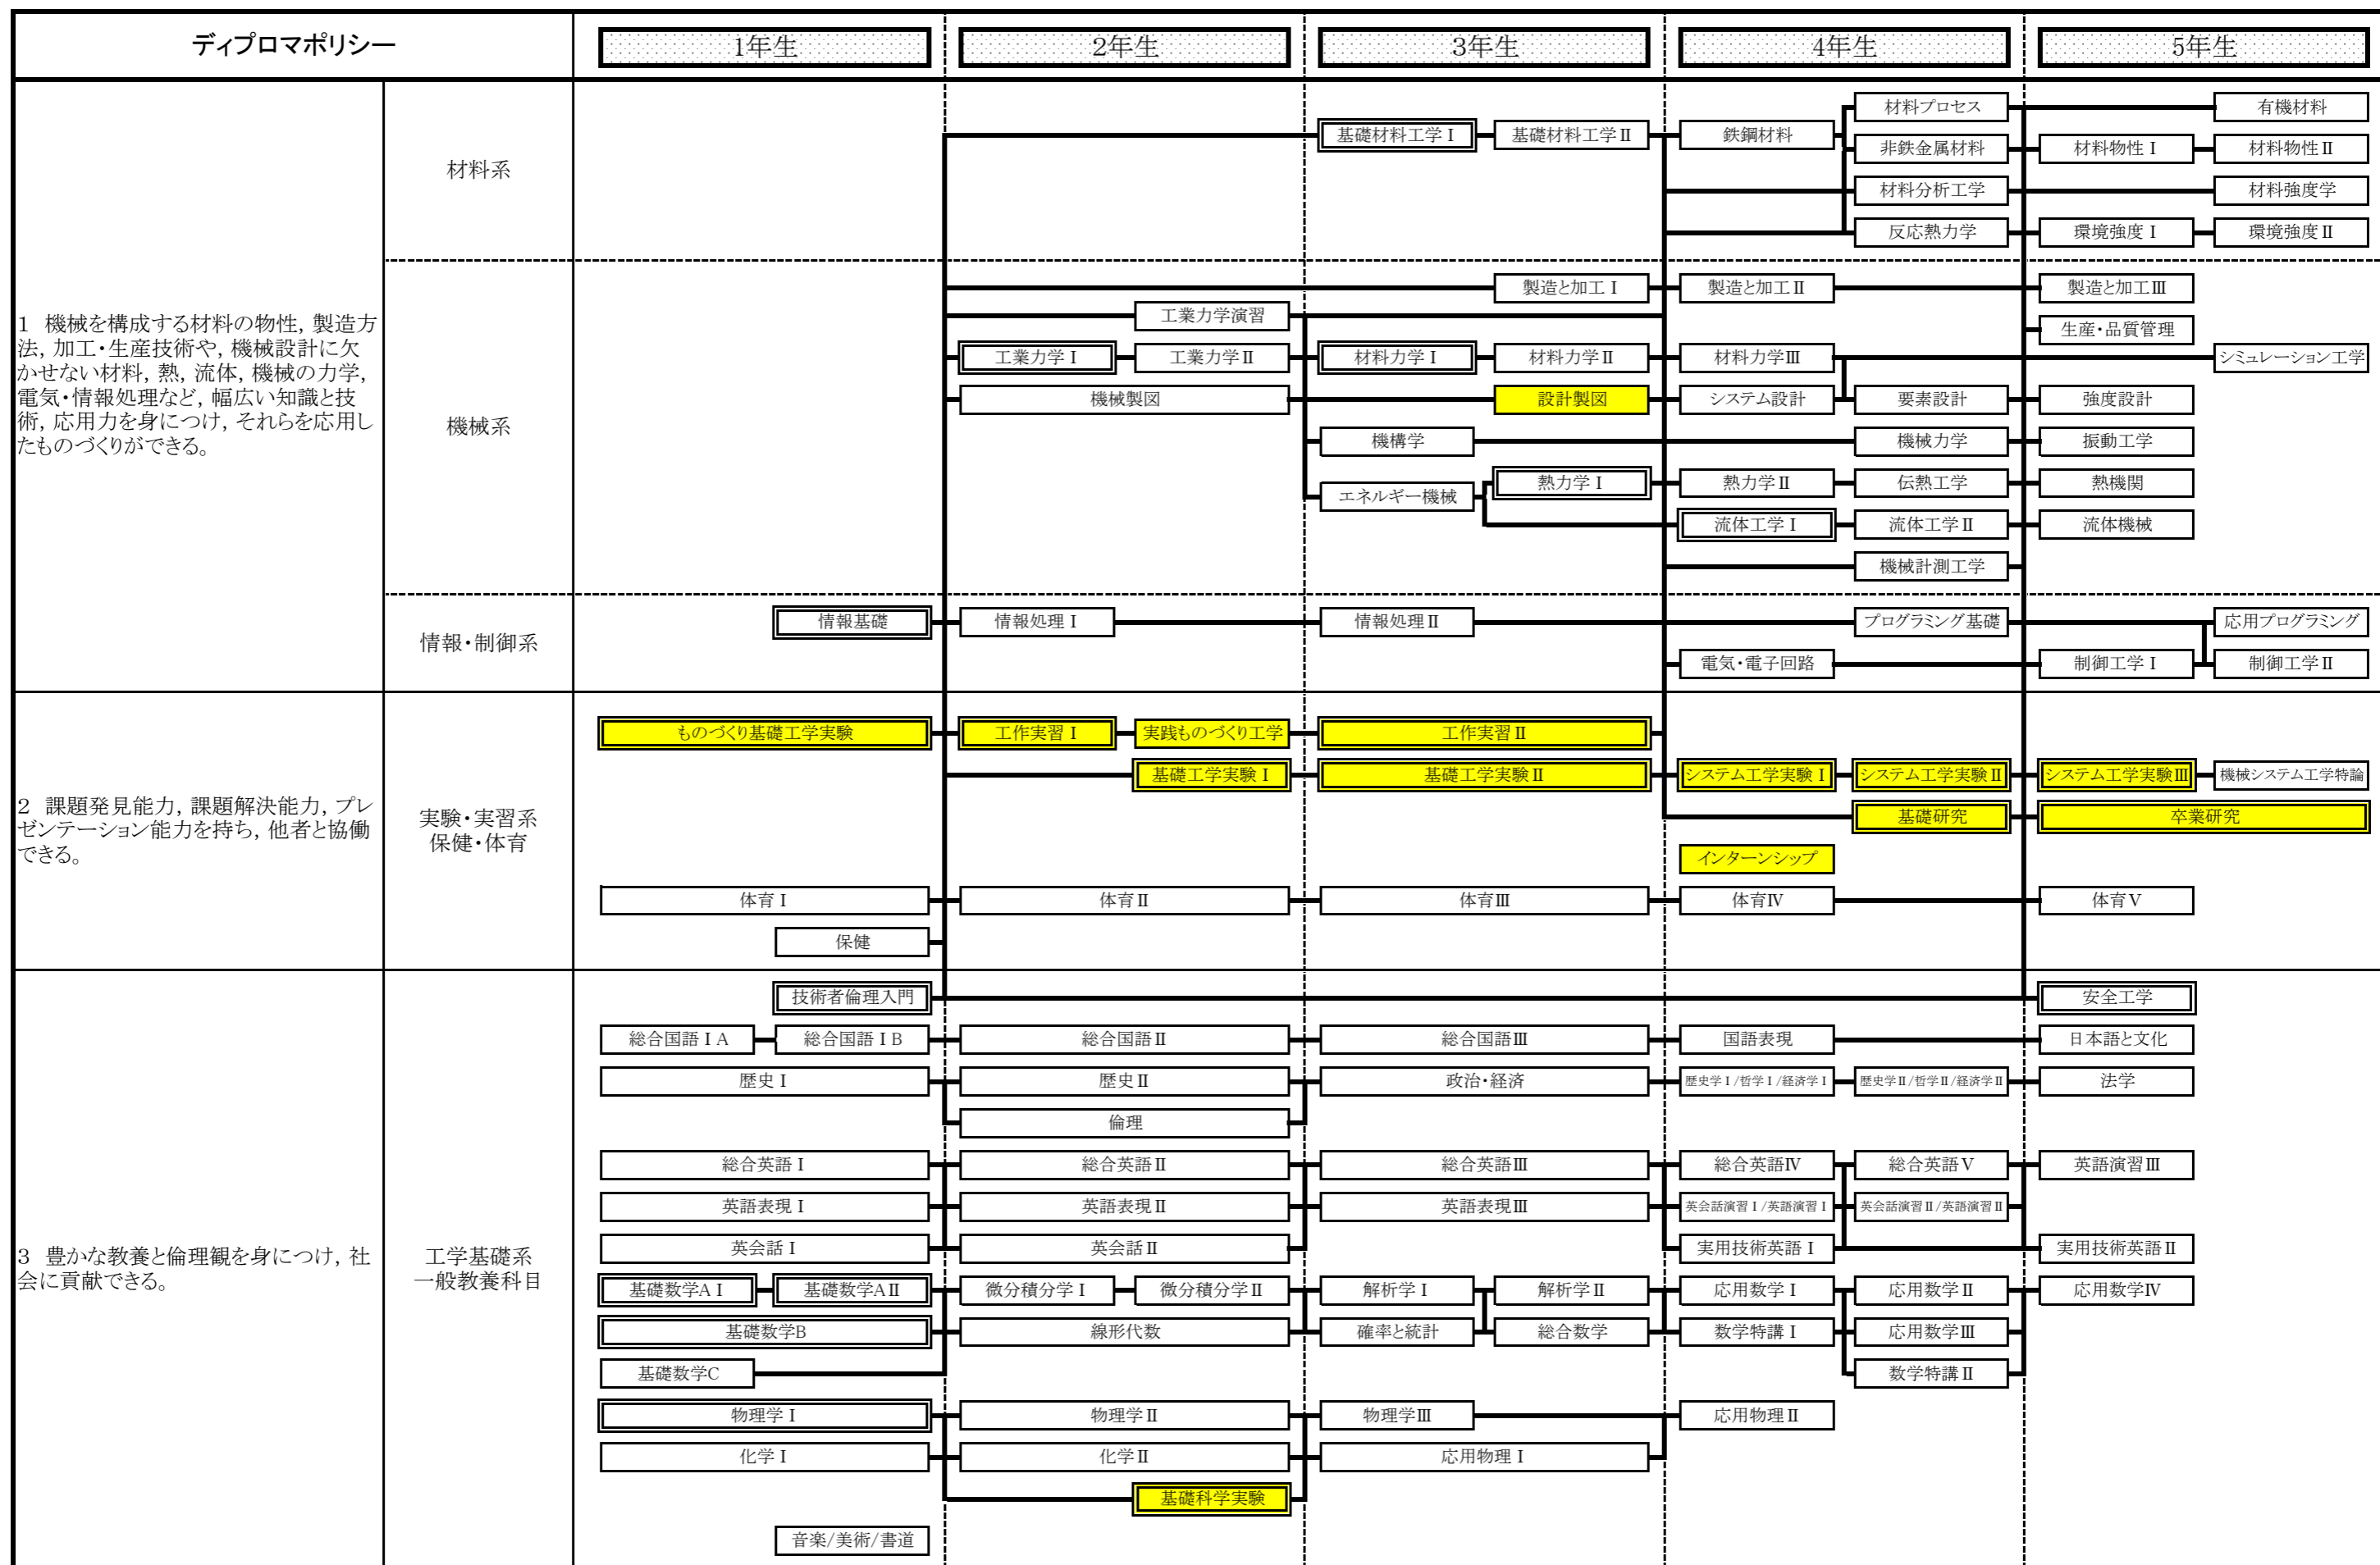 ディプロマポリシー
1年生
2年生
3年生
4年生
5年生
1 機械を構成する材料の物性，製造方
法，加工・生産技術や，機械設計に欠
かせない材料，熱，流体，機械の力学，
電気・情報処理など，幅広い知識と技
術，応用力を身につけ，それらを応用し
たものづくりができる。
材料系
材料プロセス
有機材料
基礎材料工学Ⅰ
基礎材料工学Ⅱ
鉄鋼材料
非鉄金属材料
材料物性Ⅰ
材料物性Ⅱ
材料分析工学
材料強度学
反応熱力学
環境強度Ⅰ
環境強度Ⅱ
機械系
製造と加工Ⅰ
製造と加工Ⅱ
製造と加工Ⅲ
工業力学演習
生産・品質管理
工業力学Ⅰ
工業力学Ⅱ
材料力学Ⅰ
材料力学Ⅱ
材料力学Ⅲ
シミュレーション工学
機械製図
設計製図
システム設計
要素設計
強度設計
機構学
機械力学
振動工学
エネルギー機械
熱力学Ⅰ
熱力学Ⅱ
伝熱工学
熱機関
流体工学Ⅰ
流体工学Ⅱ
流体機械
機械計測工学
情報・制御系
情報基礎
情報処理Ⅰ
情報処理Ⅱ
プログラミング基礎
応用プログラミング
電気・電子回路
制御工学Ⅰ
制御工学Ⅱ
2 課題発見能力，課題解決能力，プレ
ゼンテーション能力を持ち，他者と協働
できる。
実験・実習系
保健・体育
ものづくり基礎工学実験
工作実習Ⅰ
実践ものづくり工学
工作実習Ⅱ
基礎工学実験Ⅰ
基礎工学実験Ⅱ
システム工学実験Ⅰ
システム工学実験Ⅱ
システム工学実験Ⅲ
機械システム工学特論
基礎研究
卒業研究
インターンシップ
体育Ⅰ
体育Ⅱ
体育Ⅲ
体育Ⅳ
体育Ⅴ
保健
3 豊かな教養と倫理観を身につけ，社
会に貢献できる。
工学基礎系
一般教養科目
技術者倫理入門
安全工学
総合国語ⅠA
総合国語ⅠB
総合国語Ⅱ
総合国語Ⅲ
国語表現
日本語と文化
歴史Ⅰ
歴史Ⅱ
政治・経済
歴史学Ⅰ/哲学Ⅰ/経済学Ⅰ
歴史学Ⅱ/哲学Ⅱ/経済学Ⅱ
法学
倫理
総合英語Ⅰ
総合英語Ⅱ
総合英語Ⅲ
総合英語Ⅳ
総合英語Ⅴ
英語演習Ⅲ
英語表現Ⅰ
英語表現Ⅱ
英語表現Ⅲ
英会話演習Ⅰ/英語演習Ⅰ
英会話演習Ⅱ/英語演習Ⅱ
英会話Ⅰ
英会話Ⅱ
実用技術英語Ⅰ
実用技術英語Ⅱ
基礎数学AⅠ
基礎数学AⅡ
微分積分学Ⅰ
微分積分学Ⅱ
解析学Ⅰ
解析学Ⅱ
応用数学Ⅰ
応用数学Ⅱ
応用数学Ⅳ
基礎数学B
線形代数
確率と統計
総合数学
数学特講Ⅰ
応用数学Ⅲ
基礎数学C
数学特講Ⅱ
物理学Ⅰ
物理学Ⅱ
物理学Ⅲ
応用物理Ⅱ
化学Ⅰ
化学Ⅱ
応用物理Ⅰ
基礎科学実験
音楽/美術/書道